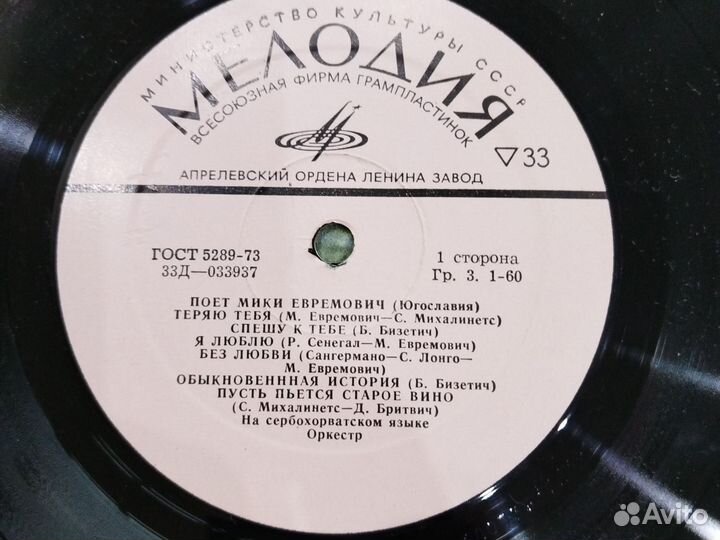 МИНИСТЕРСТВО КУЛЬТУРЫ СССР
МЕЛОДИЯ
ВСЕСОЮЗНАЯ ФИРМА ГРАМПЛАСТИНОК
▽33
АПРЕЛЕВСКИЙ ОРДЕНА ЛЕНИНА ЗАВОД
ГОСТ 5289-73
33Д—033937
1 сторона
Гр. 3. 1-60
ПОЕТ МИКИ ЕВРЕМОВИЧ (Югославия)
ТЕРЯЮ ТЕБЯ (М. Евремович—С. Михалинетс)
СПЕШУ К ТЕБЕ (Б. Бизетич)
Я ЛЮБЛЮ (Р. Сенегал—М. Евремович)
БЕЗ ЛЮБВИ (Сангермано—С. Лонго—
М. Евремович)
ОБЫКНОВЕНННАЯ ИСТОРИЯ (Б. Бизетич)
ПУСТЬ ПЬЕТСЯ СТАРОЕ ВИНО
(С. Михалинетс—Д. Бритвич)
На сербохорватском языке
Оркестр
Avito